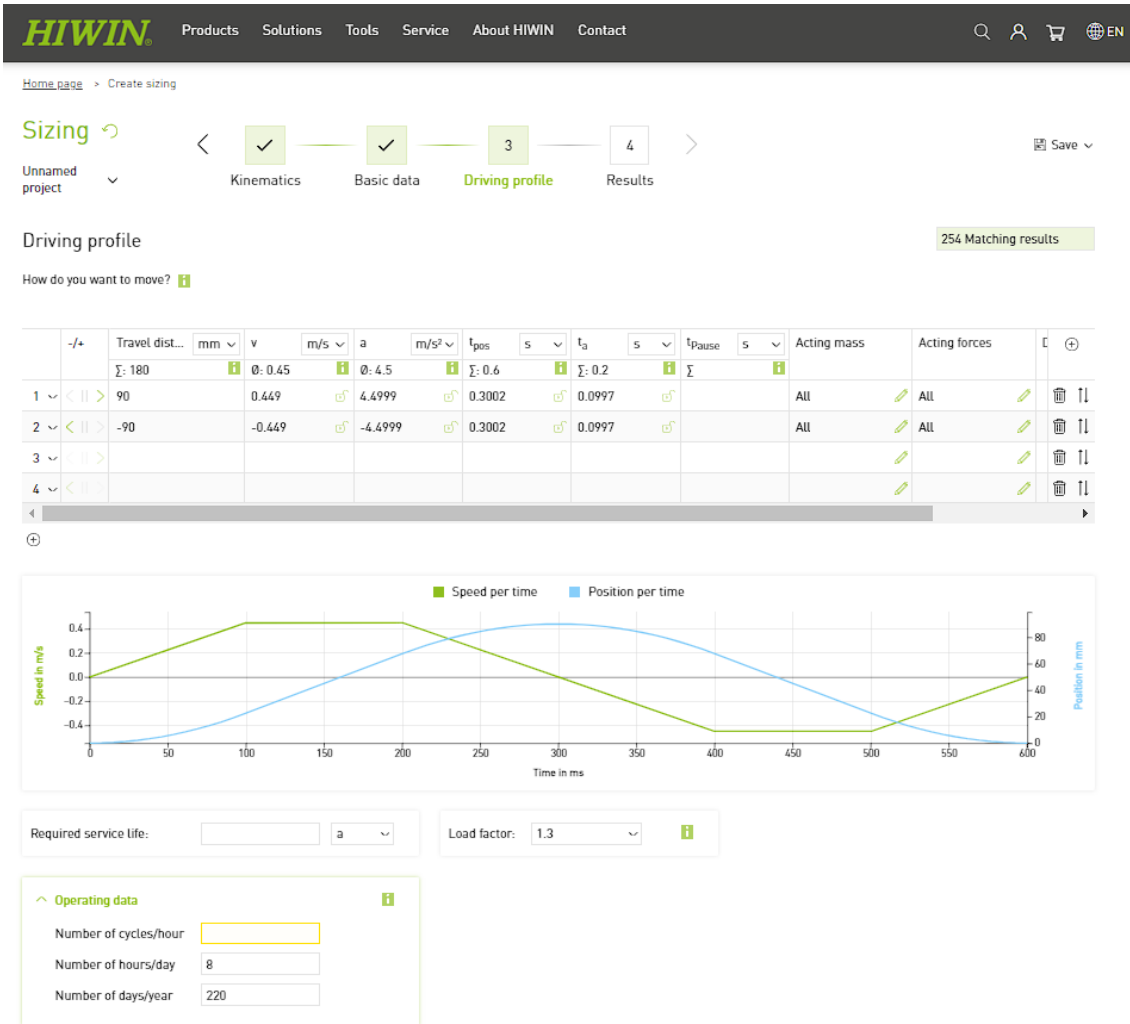 HIWIN® Products Solutions Tools Service About HIWIN Contact EN
Home page > Create sizing
Sizing
Unnamed project
Kinematics
Basic data
3
Driving profile
4
Results
Save
Driving profile
254 Matching results
How do you want to move? i
-/+ Travel dist... mm v m/s a m/s² tpos s ta s tPause s Acting mass Acting forces
Σ: 180 i Ø: 0.45 i Ø: 4.5 i Σ: 0.6 i Σ: 0.2 i Σ i
1 90 0.449 4.4999 0.3002 0.0997 All All
2 -90 -0.449 -4.4999 0.3002 0.0997 All All
3
4
Speed per time Position per time
Speed in m/s
0.4
0.2
0.0
-0.2
-0.4
80
60
40
20
0
Position in mm
0 50 100 150 200 250 300 350 400 450 500 550 600
Time in ms
Required service life: a
Load factor: 1.3 i
Operating data i
Number of cycles/hour
Number of hours/day 8
Number of days/year 220